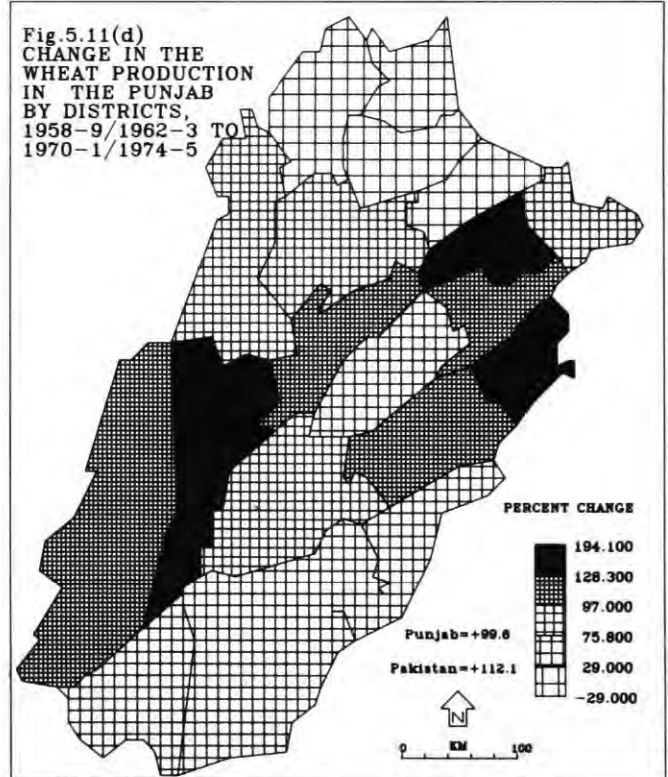 Fig.5.11(d)
CHANGE IN THE
WHEAT PRODUCTION
IN THE PUNJAB
BY DISTRICTS,
1958-9/1962-3 TO
1970-1/1974-5
PERCENT CHANGE
194.100
128.300
97.000
75.800
29.000
-29.000
Punjab=+99.6
Pakistan=+112.1
N
KM
0 100